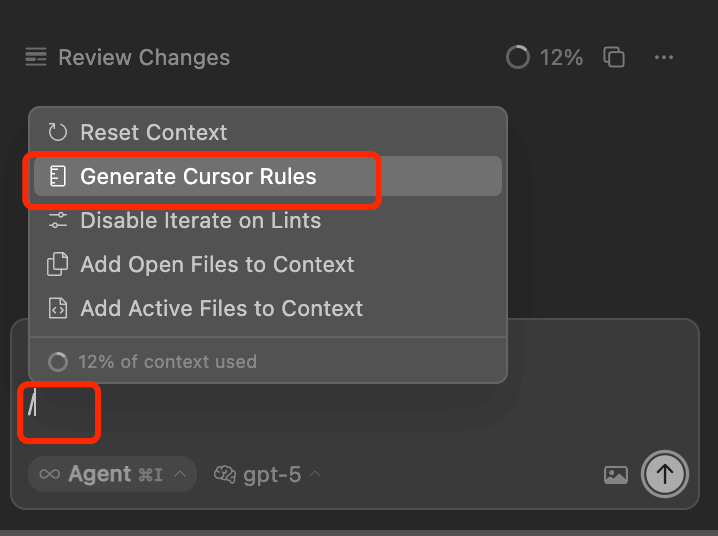 Review Changes 12%
Reset Context
Generate Cursor Rules
Disable Iterate on Lints
Add Open Files to Context
Add Active Files to Context
12% of context used
/
Agent ⌘I gpt-5